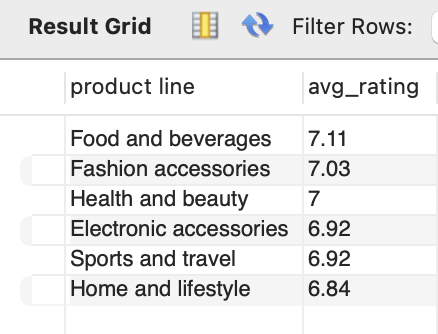 Result Grid Filter Rows:
product line avg_rating
Food and beverages 7.11
Fashion accessories 7.03
Health and beauty 7
Electronic accessories 6.92
Sports and travel 6.92
Home and lifestyle 6.84